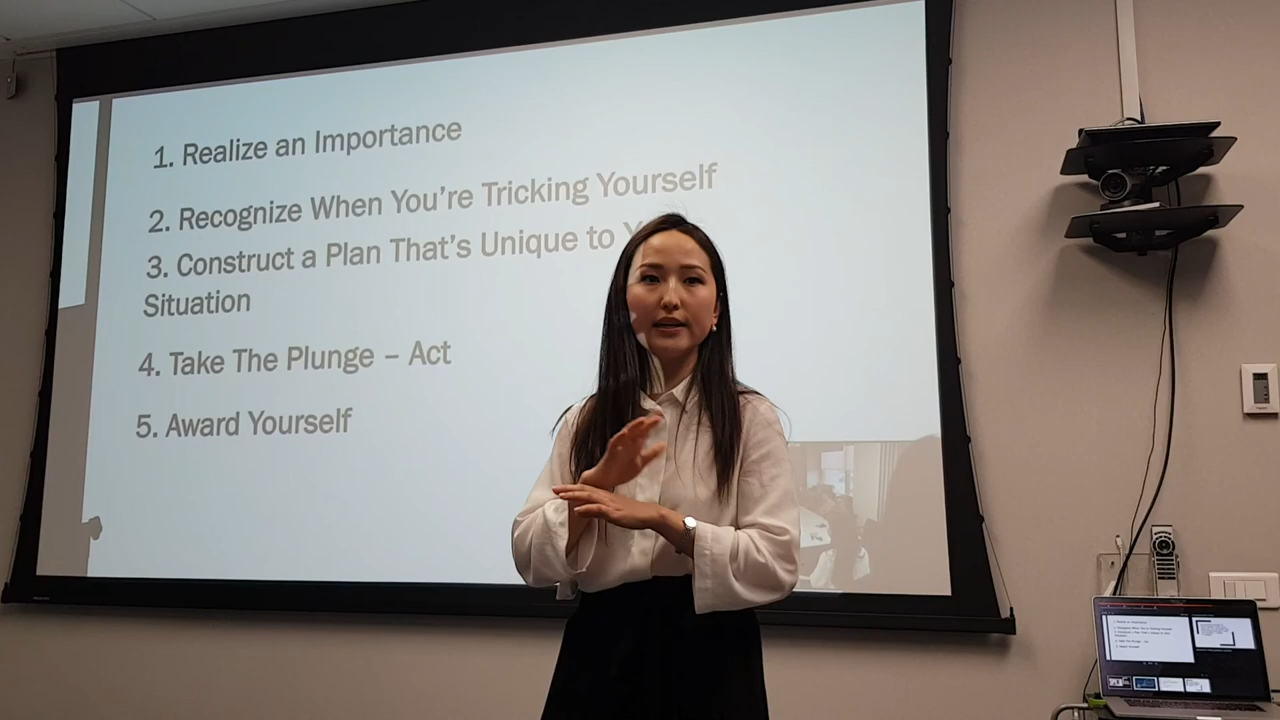 1. Realize an Importance
2. Recognize When You're Tricking Yourself
3. Construct a Plan That's Unique to
Situation
4. Take The Plunge – Act
5. Award Yourself